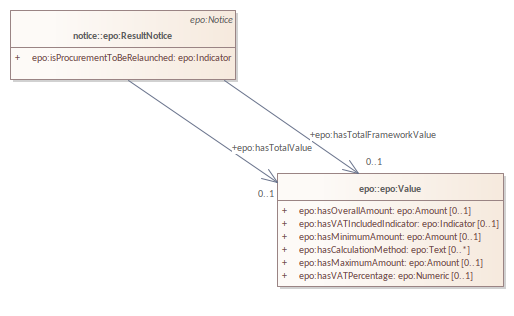 epo:Notice
notice::epo:ResultNotice
+ epo:isProcurementToBeRelaunched: epo:Indicator
+epo:hasTotalFrameworkValue
+epo:hasTotalValue
0..1
0..1
epo::epo:Value
+ epo:hasOverallAmount: epo:Amount [0..1]
+ epo:hasVATIncludedIndicator: epo:Indicator [0..1]
+ epo:hasMinimumAmount: epo:Amount [0..1]
+ epo:hasCalculationMethod: epo:Text [0..*]
+ epo:hasMaximumAmount: epo:Amount [0..1]
+ epo:hasVATPercentage: epo:Numeric [0..1]